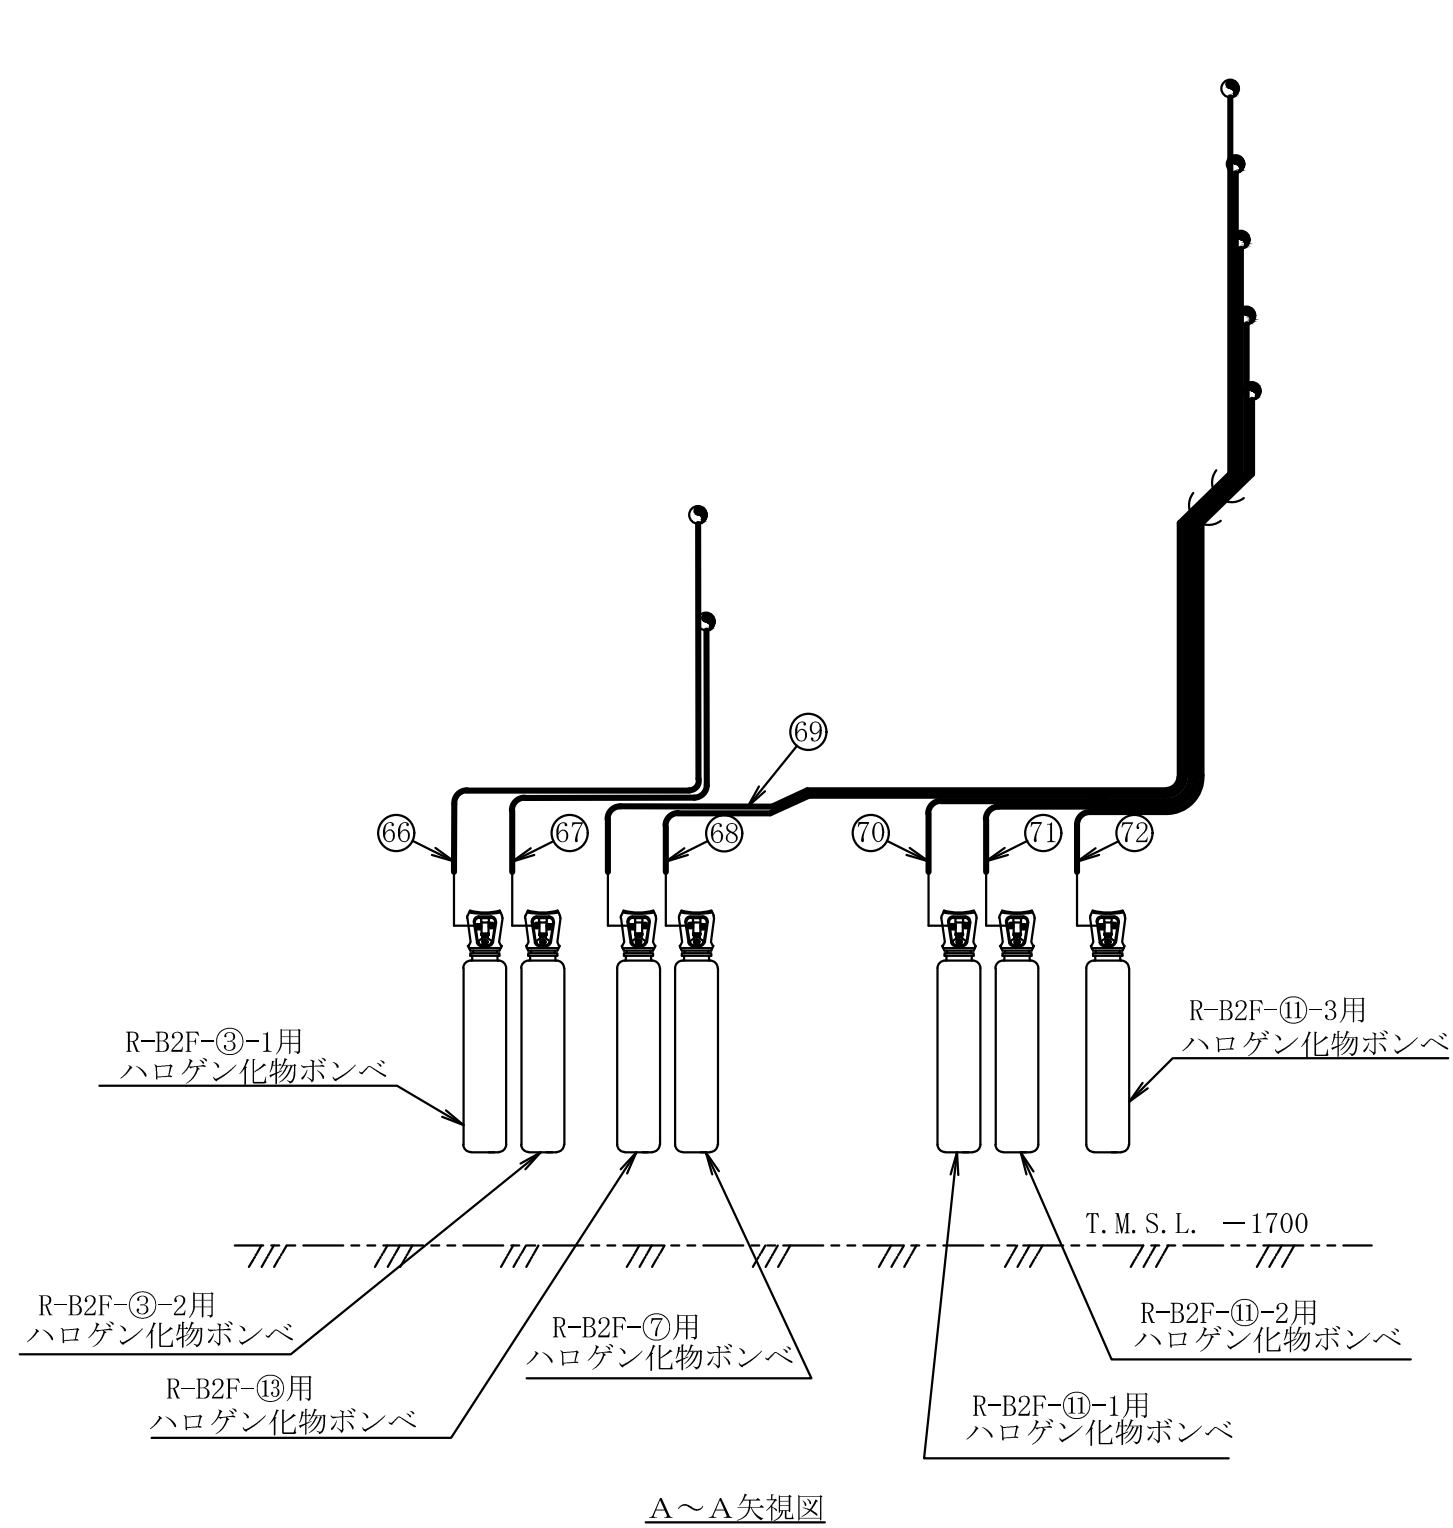 69
66
67
68
70
71
72
R-B2F-⑪-3用
ハロゲン化物ボンベ
R-B2F-③-1用
ハロゲン化物ボンベ
T.M.S.L. －1700
R-B2F-③-2用
ハロゲン化物ボンベ
R-B2F-⑦用
ハロゲン化物ボンベ
R-B2F-⑪-2用
ハロゲン化物ボンベ
R-B2F-⑬用
ハロゲン化物ボンベ
R-B2F-⑪-1用
ハロゲン化物ボンベ
A～A矢視図